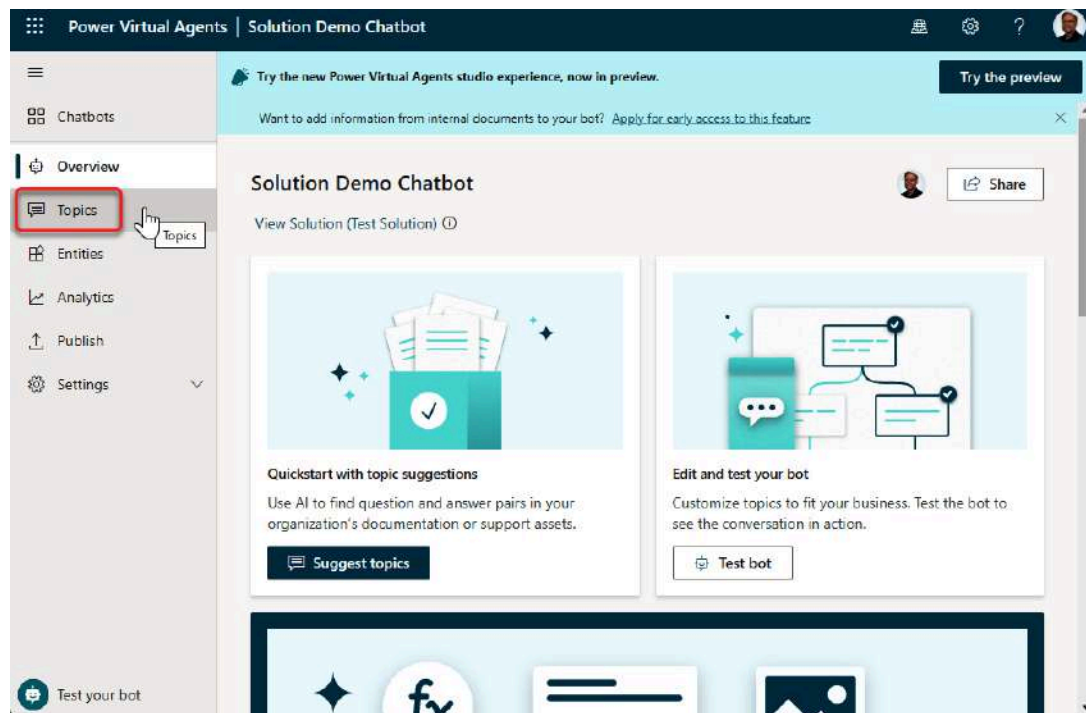 Power Virtual Agents | Solution Demo Chatbot
?
Try the new Power Virtual Agents studio experience, now in preview.
Try the preview
Want to add information from internal documents to your bot? Apply for early access to this feature
Chatbots
Overview
Topics
Topics
Entities
Analytics
Publish
Settings
Test your bot
Solution Demo Chatbot
Share
View Solution (Test Solution)
Quickstart with topic suggestions
Use AI to find question and answer pairs in your
organization's documentation or support assets.
Suggest topics
Edit and test your bot
Customize topics to fit your business. Test the bot to
see the conversation in action.
Test bot
fx